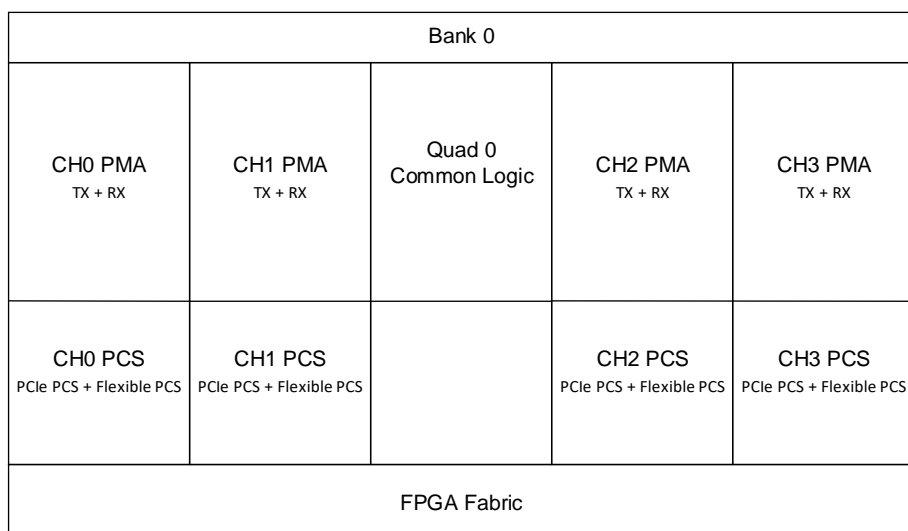 Bank 0
CH0 PMA
TX + RX
CH1 PMA
TX + RX
Quad 0
Common Logic
CH2 PMA
TX + RX
CH3 PMA
TX + RX
CH0 PCS
PCIe PCS + Flexible PCS
CH1 PCS
PCIe PCS + Flexible PCS
CH2 PCS
PCIe PCS + Flexible PCS
CH3 PCS
PCIe PCS + Flexible PCS
FPGA Fabric